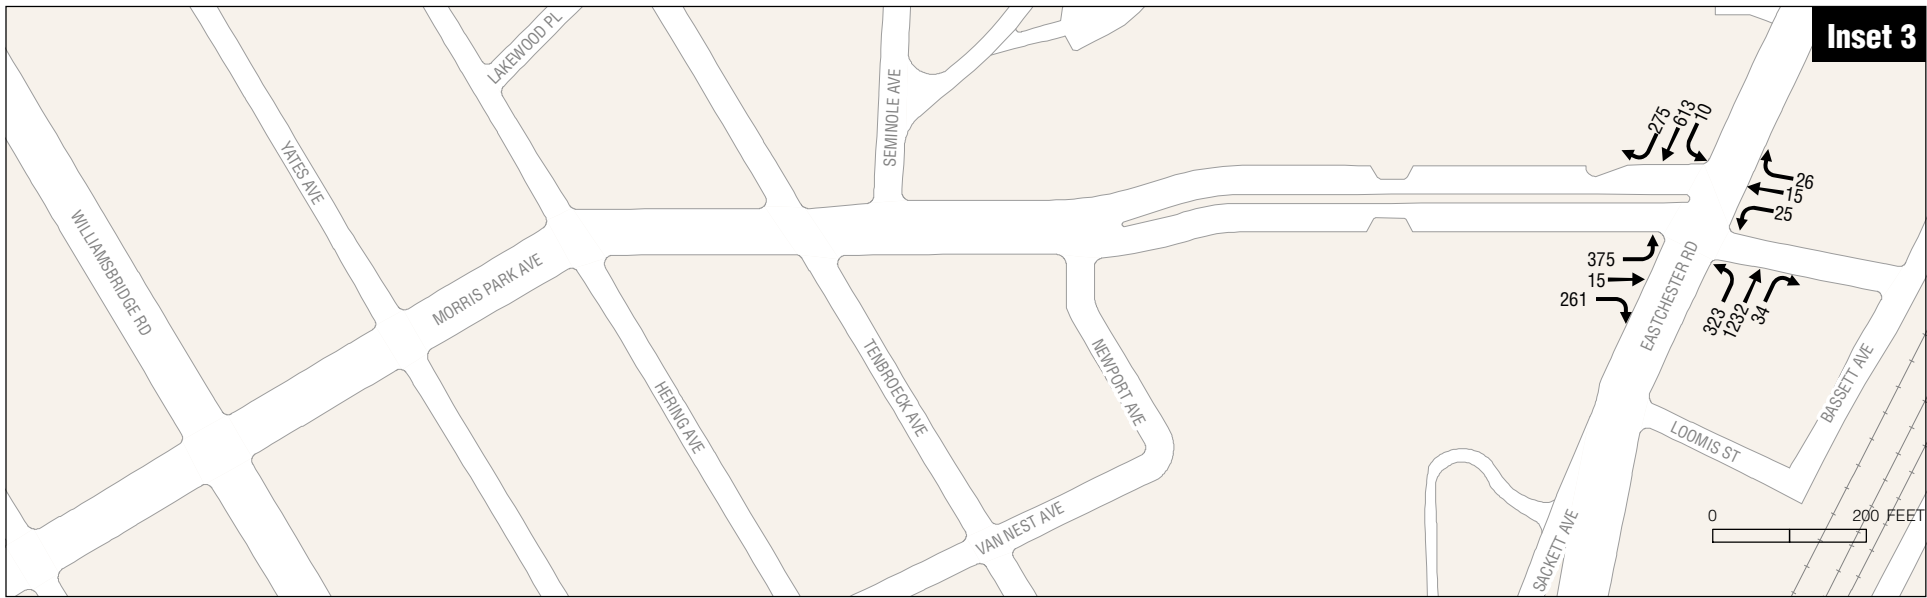 Inset 3
LAKEWOOD PL
SEMINOLE AVE
YATES AVE
WILLIAMSBRIDGE RD
MORRIS PARK AVE
275
613
10
26
15
25
375
15
261
EASTCHESTER RD
323
1232
34
HERING AVE
TENBROECK AVE
NEWPORT AVE
BASSETT AVE
LOOMIS ST
VAN NEST AVE
SACKETT AVE
0 200 FEET